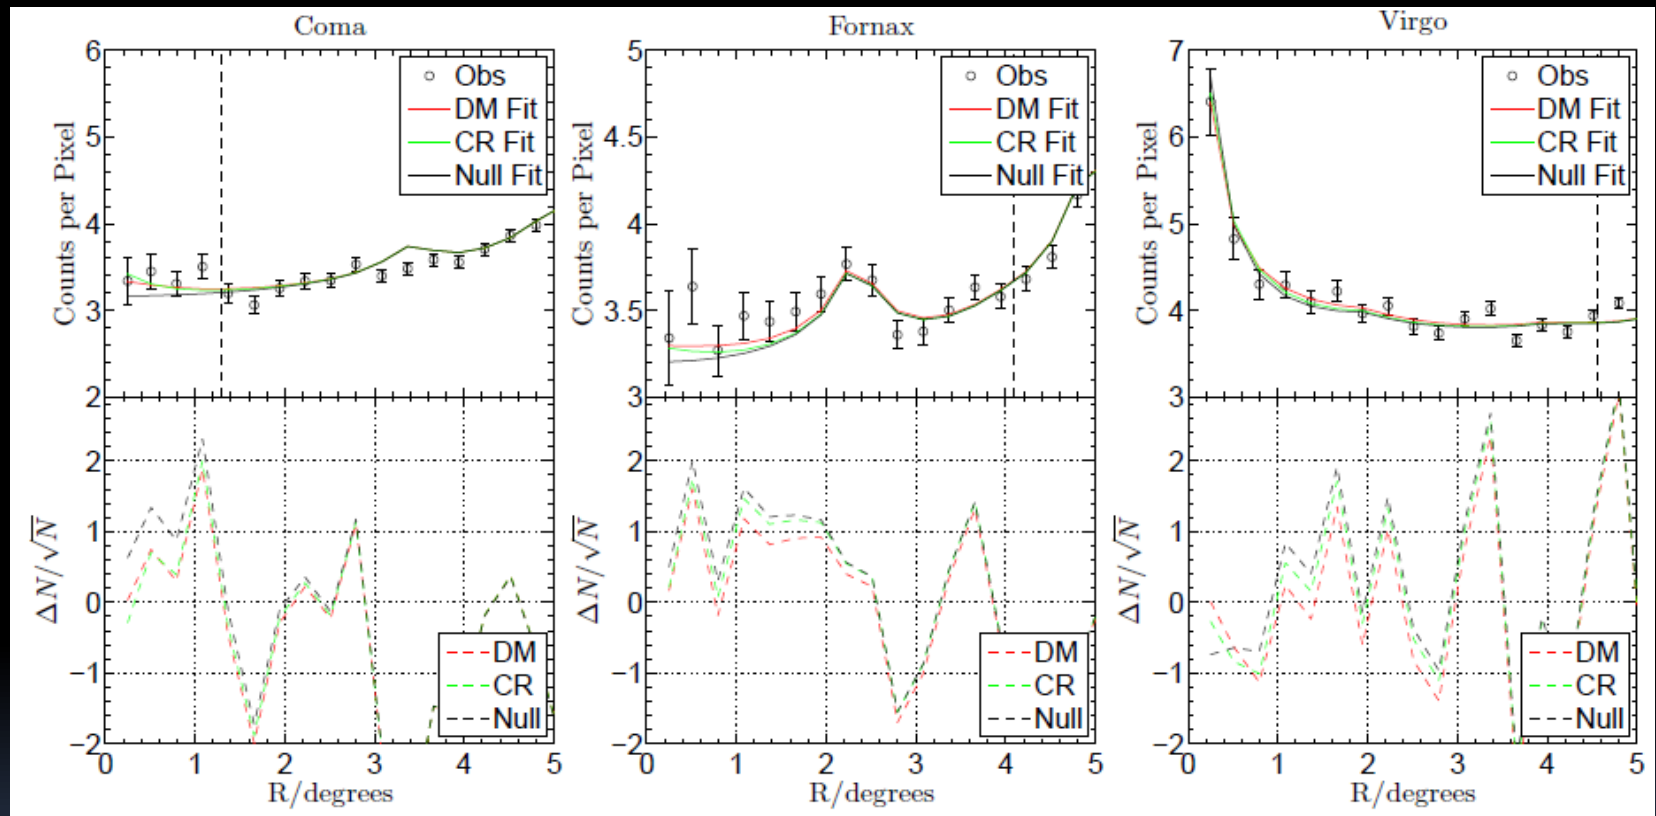 Coma
Fornax
Virgo
6
5
4
3
2
Counts per Pixel
Obs
DM Fit
CR Fit
Null Fit
2
1
0
−1
−2
ΔN/√N
DM
CR
Null
0 1 2 3 4 5
R/degrees
5
4.5
4
3.5
3
Counts per Pixel
Obs
DM Fit
CR Fit
Null Fit
2
1
0
−1
−2
ΔN/√N
DM
CR
Null
0 1 2 3 4 5
R/degrees
7
6
5
4
3
Counts per Pixel
Obs
DM Fit
CR Fit
Null Fit
2
1
0
−1
−2
ΔN/√N
DM
CR
Null
0 1 2 3 4 5
R/degrees